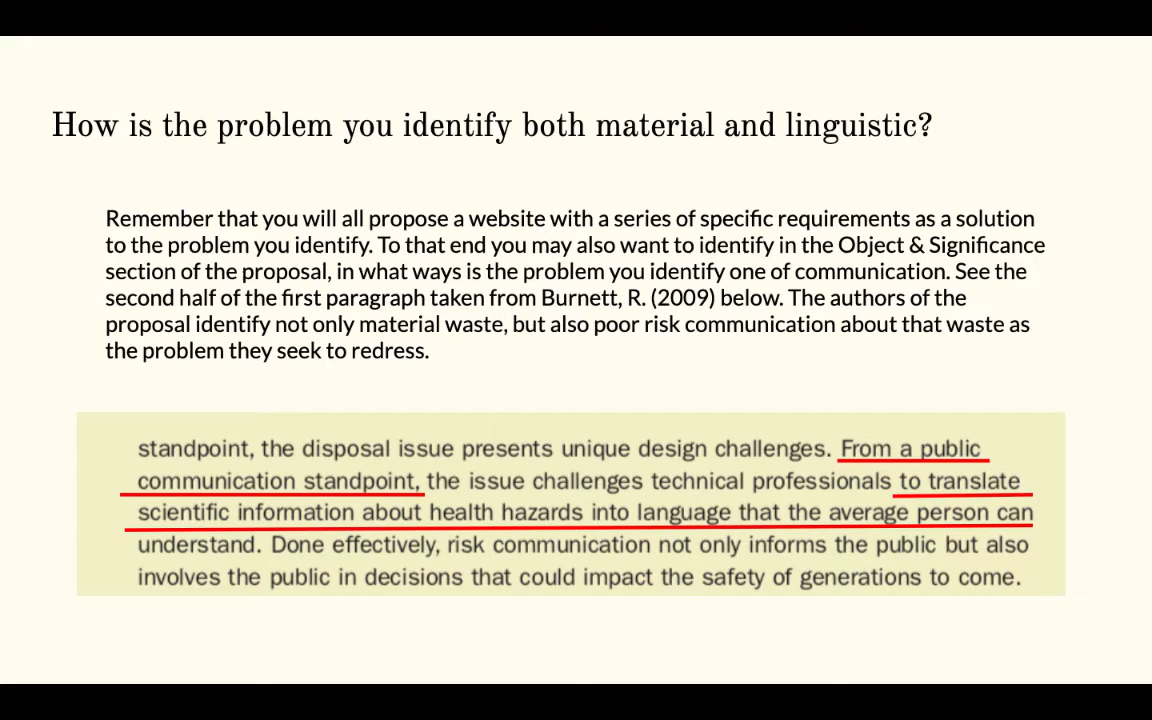 How is the problem you identify both material and linguistic?
Remember that you will all propose a website with a series of specific requirements as a solution
to the problem you identify. To that end you may also want to identify in the Object & Significance
section of the proposal, in what ways is the problem you identify one of communication. See the
second half of the first paragraph taken from Burnett, R. (2009) below. The authors of the
proposal identify not only material waste, but also poor risk communication about that waste as
the problem they seek to redress.
standpoint, the disposal issue presents unique design challenges. From a public
communication standpoint, the issue challenges technical professionals to translate
scientific information about health hazards into language that the average person can
understand. Done effectively, risk communication not only informs the public but also
involves the public in decisions that could impact the safety of generations to come.